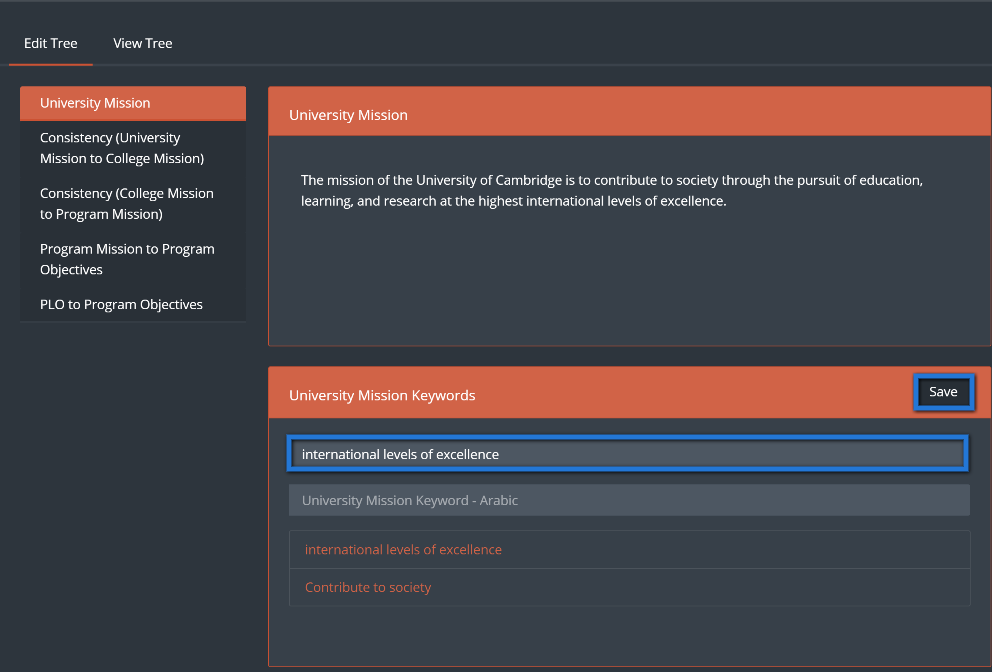 Edit Tree
View Tree
University Mission
Consistency (University
Mission to College Mission)
Consistency (College Mission
to Program Mission)
Program Mission to Program
Objectives
PLO to Program Objectives
University Mission
The mission of the University of Cambridge is to contribute to society through the pursuit of education,
learning, and research at the highest international levels of excellence.
University Mission Keywords
Save
international levels of excellence
University Mission Keyword - Arabic
international levels of excellence
Contribute to society